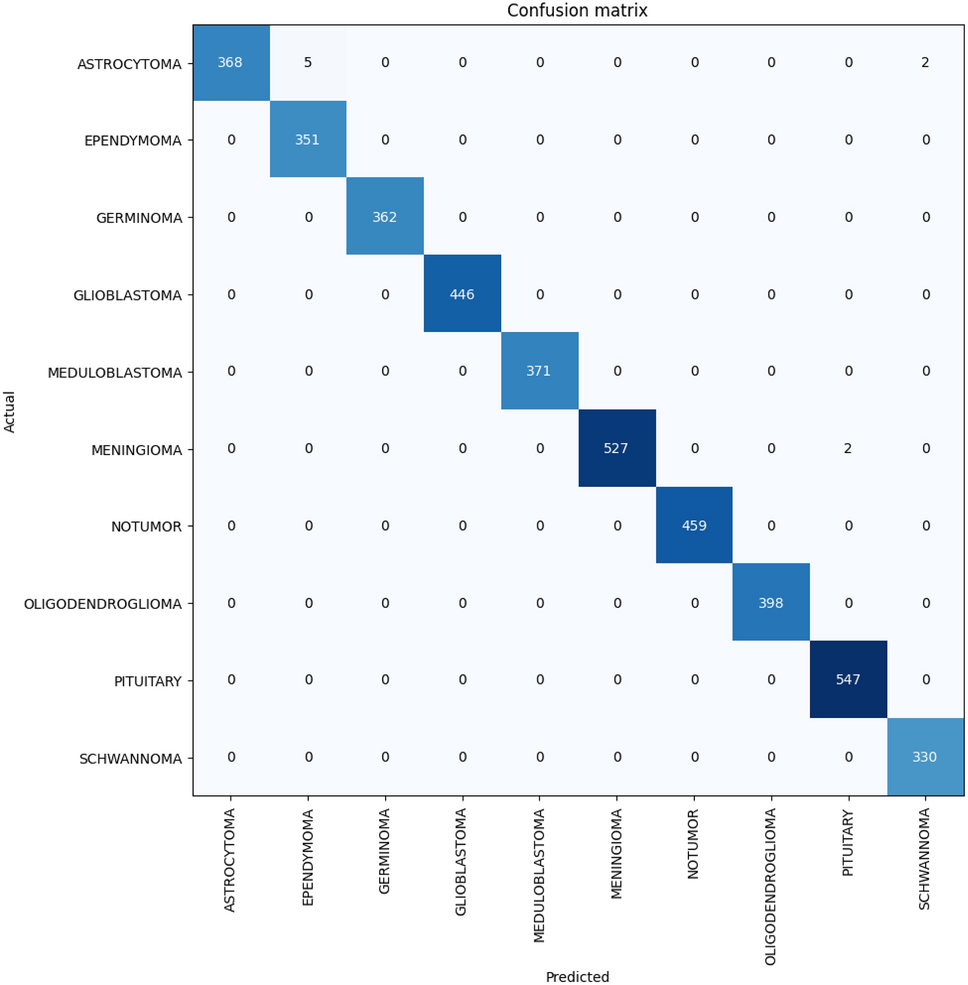 Confusion matrix
ASTROCYTOMA 368 5 0 0 0 0 0 0 0 2
EPENDYMOMA 0 351 0 0 0 0 0 0 0 0
GERMINOMA 0 0 362 0 0 0 0 0 0 0
GLIOBLASTOMA 0 0 0 446 0 0 0 0 0 0
MEDULOBLASTOMA 0 0 0 0 371 0 0 0 0 0
Actual
MENINGIOMA 0 0 0 0 0 527 0 0 2 0
NOTUMOR 0 0 0 0 0 0 459 0 0 0
OLIGODENDROGLIOMA 0 0 0 0 0 0 0 398 0 0
PITUITARY 0 0 0 0 0 0 0 0 547 0
SCHWANNOMA 0 0 0 0 0 0 0 0 0 330
ASTROCYTOMA
EPENDYMOMA
GERMINOMA
GLIOBLASTOMA
MEDULOBLASTOMA
MENINGIOMA
NOTUMOR
OLIGODENDROGLIOMA
PITUITARY
SCHWANNOMA
Predicted